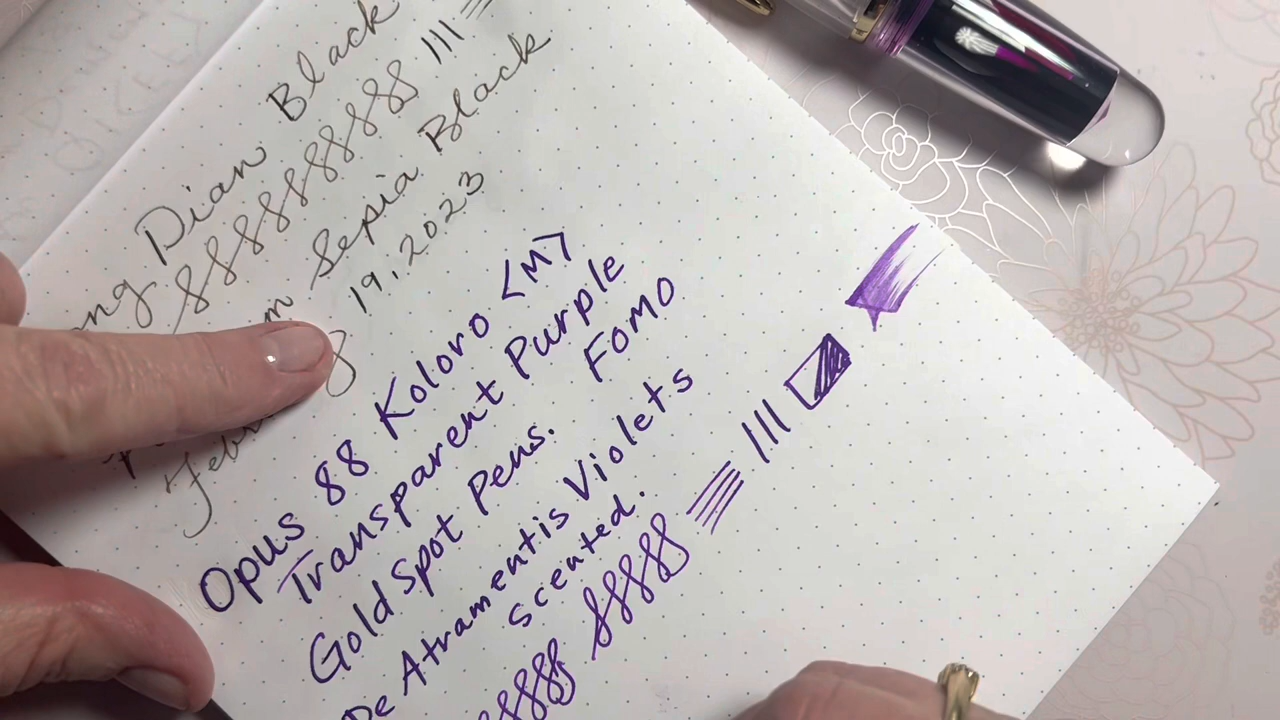 Dian Black
Sepia Black
19, 2023
Opus 88 Koloro <M>
Transparent Purple
Gold Spot Pens. FOMO
De Atramentis Violets
scented.